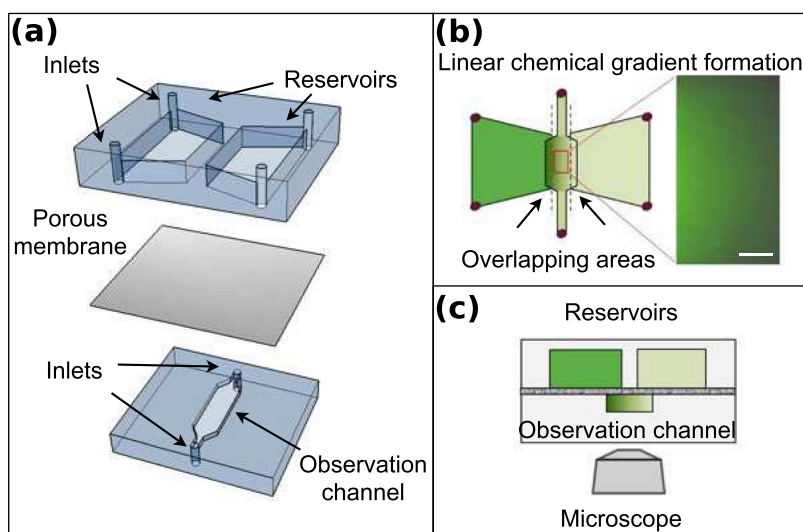 (a)
Inlets
Reservoirs
Porous
membrane
Inlets
Observation
channel
(b)
Linear chemical gradient formation
Overlapping areas
(c)
Reservoirs
Observation channel
Microscope